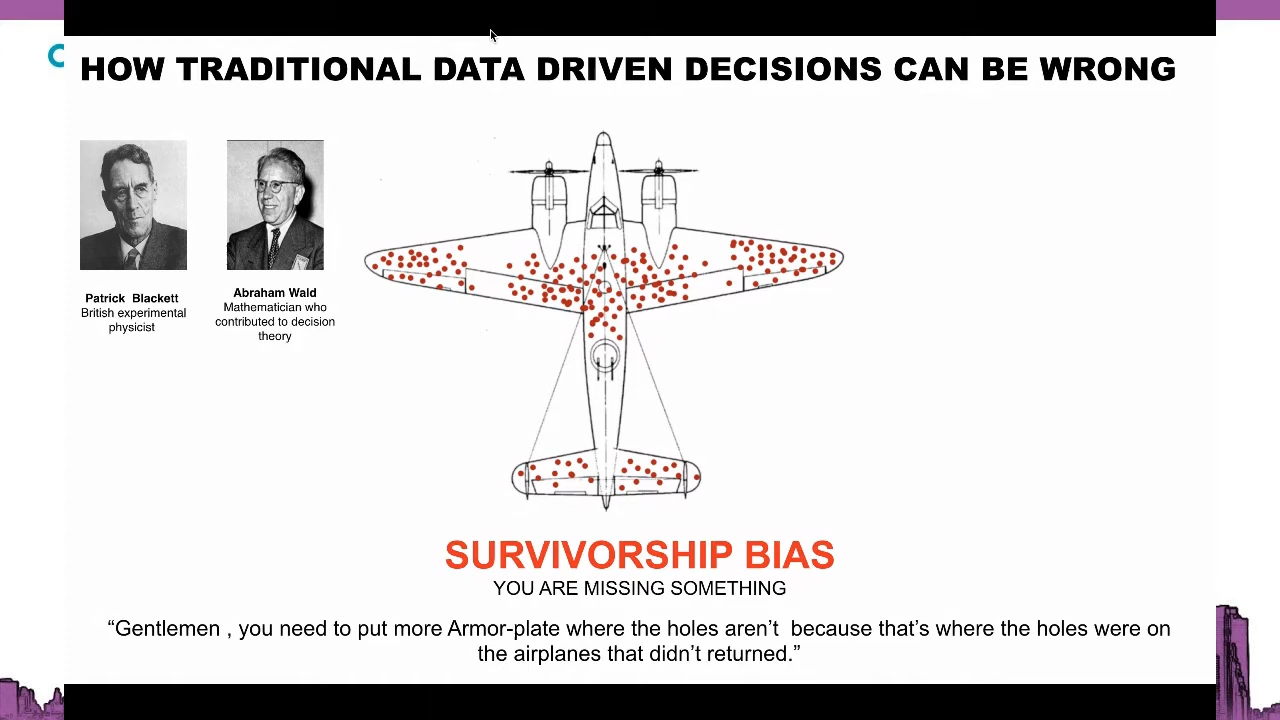 HOW TRADITIONAL DATA DRIVEN DECISIONS CAN BE WRONG
Patrick Blackett
British experimental
physicist
Abraham Wald
Mathematician who
contributed to decision
theory
SURVIVORSHIP BIAS
YOU ARE MISSING SOMETHING
“Gentlemen , you need to put more Armor-plate where the holes aren’t because that’s where the holes were on
the airplanes that didn’t returned.”